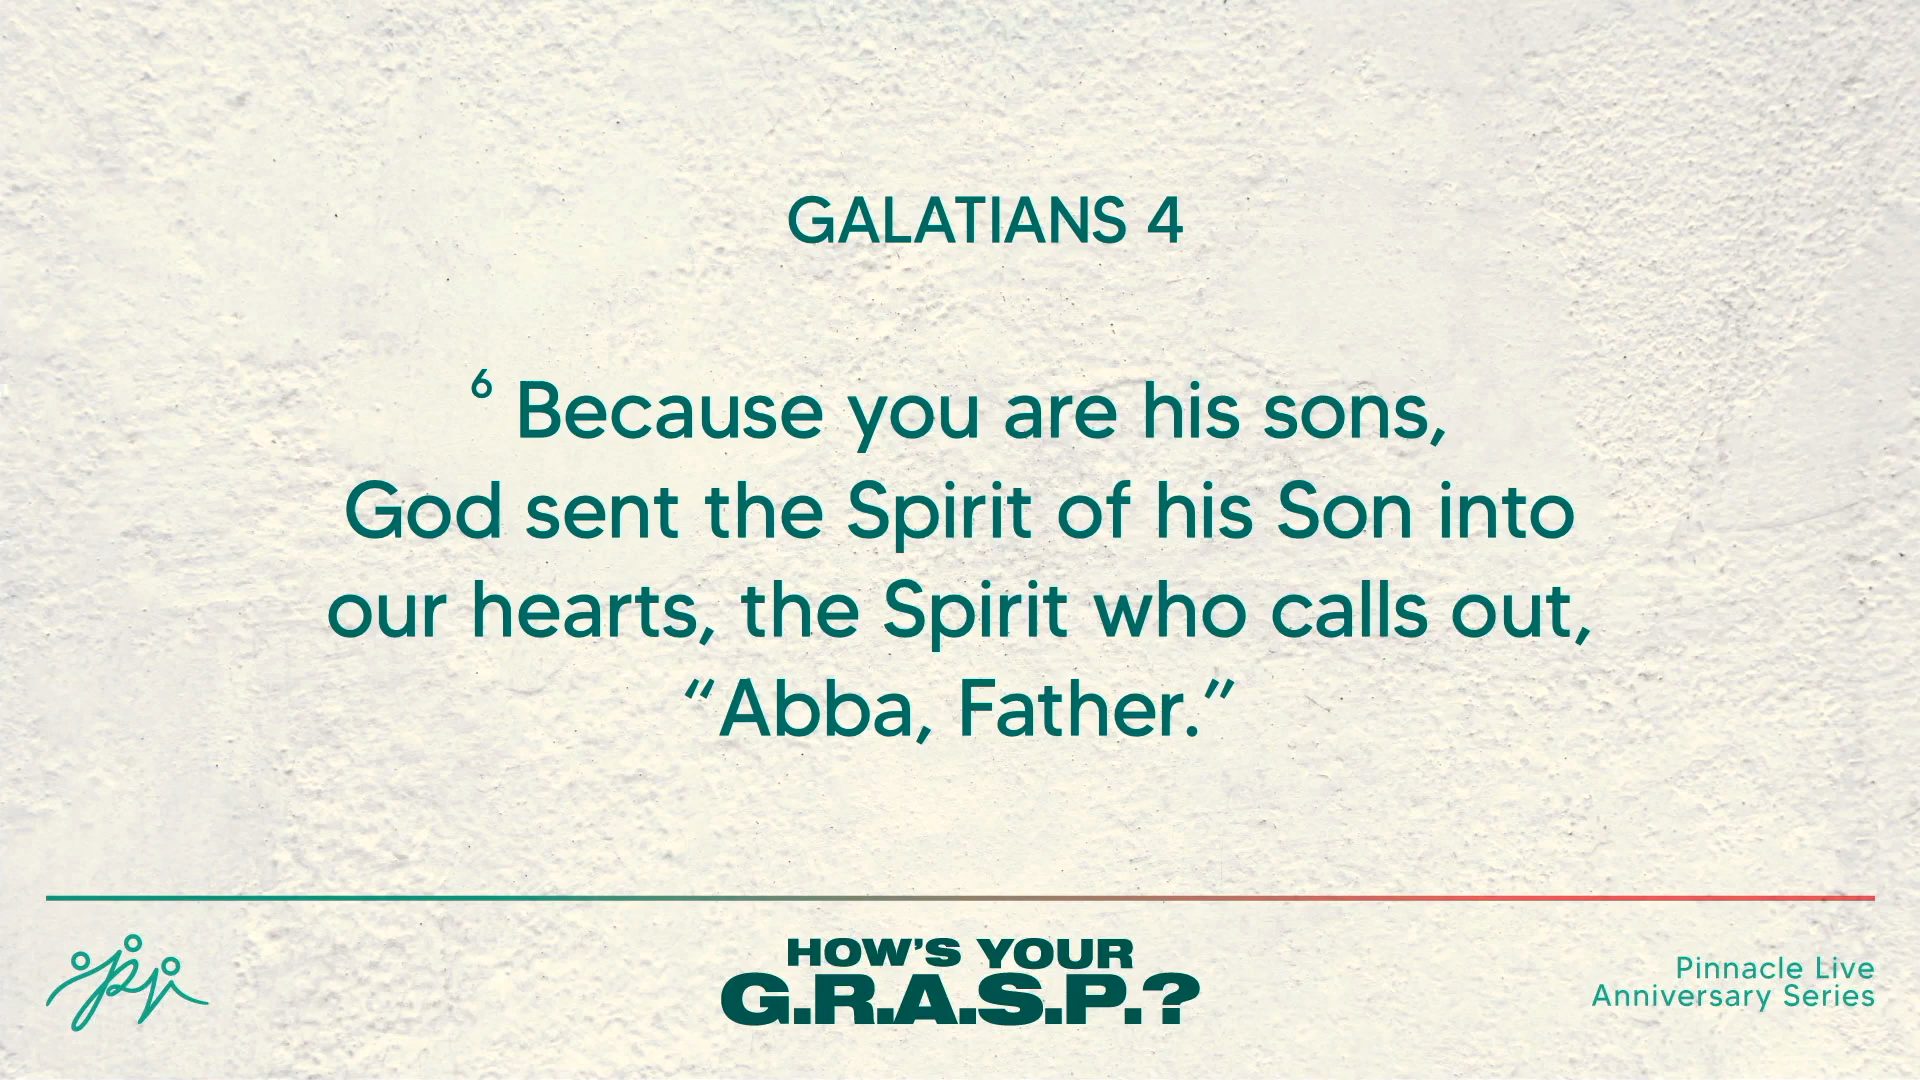 GALATIANS 4
6 Because you are his sons,
God sent the Spirit of his Son into
our hearts, the Spirit who calls out,
“Abba, Father.”
HOW’S YOUR
G.R.A.S.P.?
Pinnacle Live
Anniversary Series